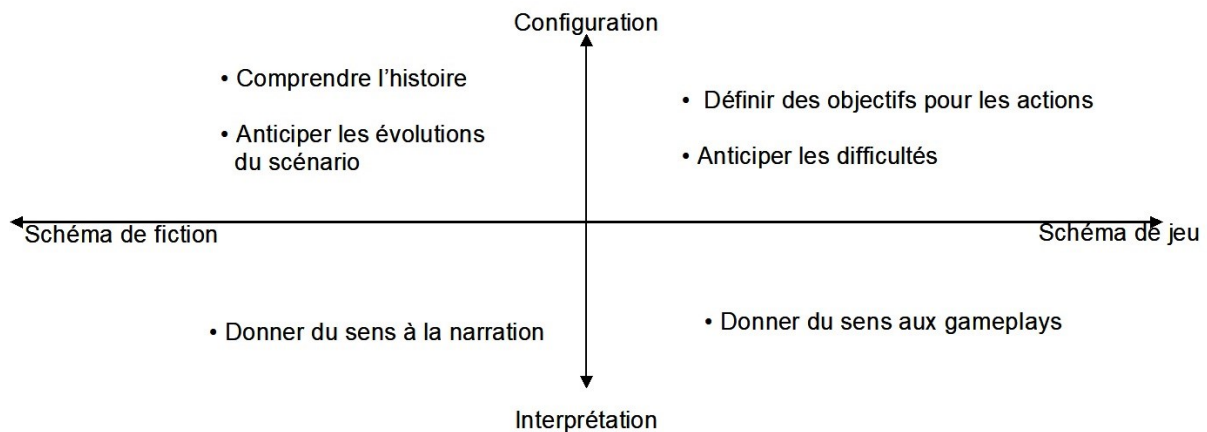 Configuration
• Comprendre l'histoire
• Anticiper les évolutions
du scénario
• Définir des objectifs pour les actions
• Anticiper les difficultés
Schéma de fiction
Schéma de jeu
• Donner du sens à la narration
• Donner du sens aux gameplays
Interprétation